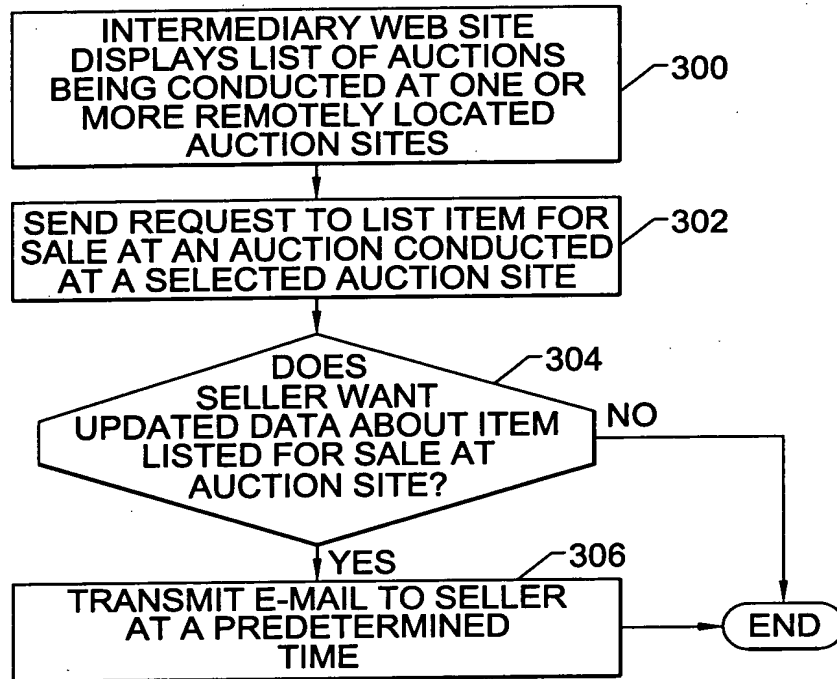 INTERMEDIARY WEB SITE
DISPLAYS LIST OF AUCTIONS
BEING CONDUCTED AT ONE OR
MORE REMOTELY LOCATED
AUCTION SITES
300
SEND REQUEST TO LIST ITEM FOR
SALE AT AN AUCTION CONDUCTED
AT A SELECTED AUCTION SITE
302
DOES
SELLER WANT
UPDATED DATA ABOUT ITEM
LISTED FOR SALE AT
AUCTION SITE?
304
NO
YES
306
TRANSMIT E-MAIL TO SELLER
AT A PREDETERMINED
TIME
END